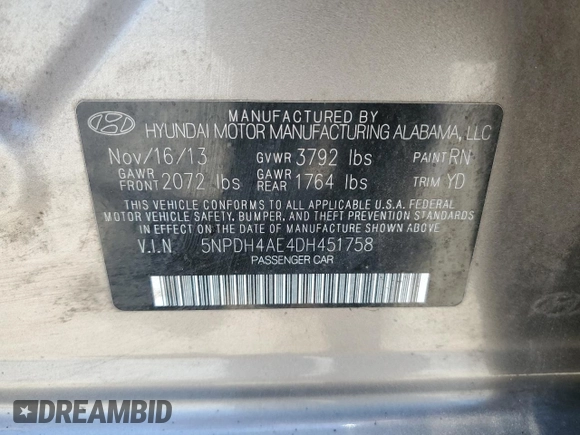 MANUFACTURED BY
HYUNDAI MOTOR MANUFACTURING ALABAMA, LLC
Nov/16/13 GVWR 3792 lbs PAINT RN
GAWR FRONT 2072 lbs GAWR REAR 1764 lbs TRIM YD
THIS VEHICLE CONFORMS TO ALL APPLICABLE U.S.A. FEDERAL
MOTOR VEHICLE SAFETY, BUMPER, AND THEFT PREVENTION STANDARDS
IN EFFECT ON THE DATE OF MANUFACTURE SHOWN ABOVE.
V.I.N. 5NPDH4AE4DH451758
PASSENGER CAR
DREAMBID